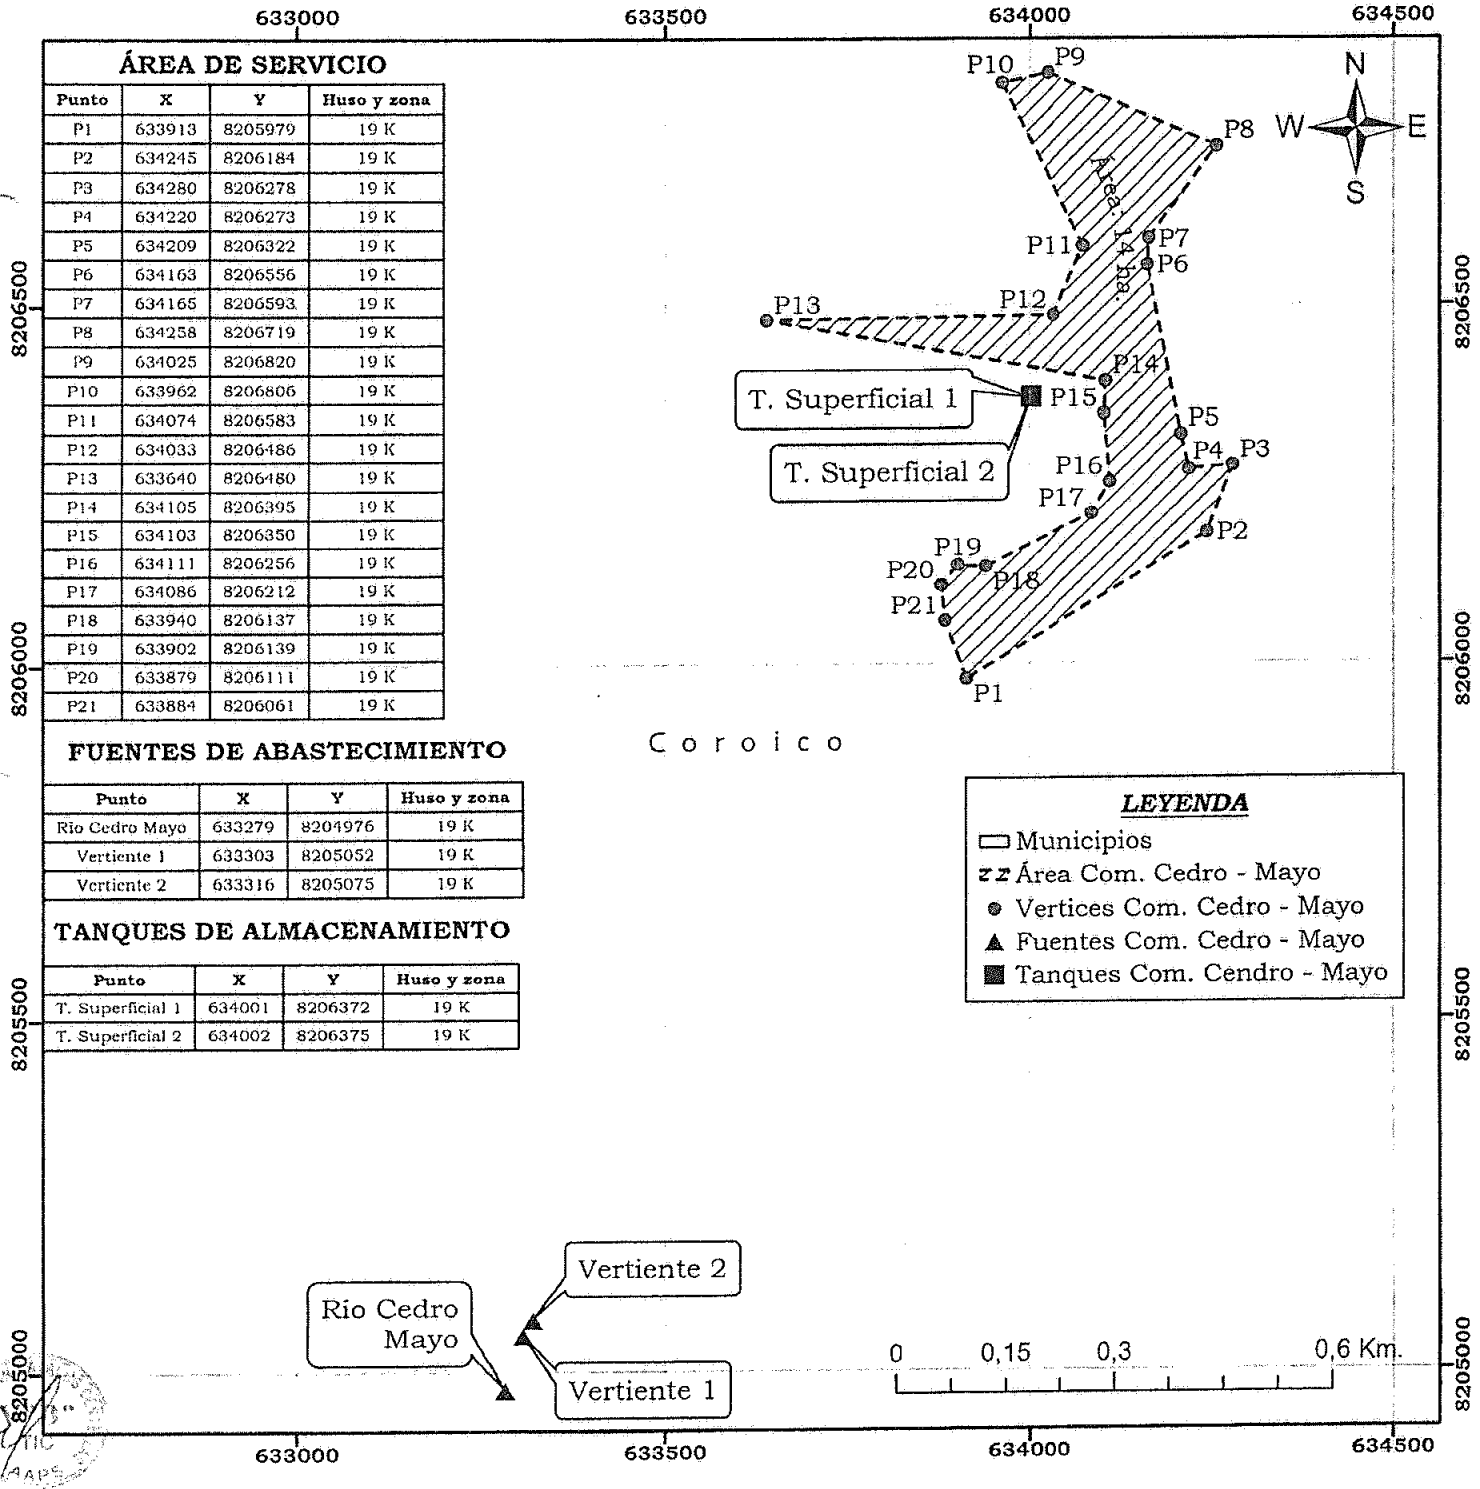 633000 633500 634000 634500
ÁREA DE SERVICIO
Punto X Y Huso y zona
P1 633913 8205979 19 K
P2 634245 8206184 19 K
P3 634280 8206278 19 K
P4 634220 8206273 19 K
P5 634209 8206322 19 K
P6 634163 8206556 19 K
P7 634165 8206593 19 K
P8 634258 8206719 19 K
P9 634025 8206820 19 K
P10 633962 8206806 19 K
P11 634074 8206583 19 K
P12 634033 8206486 19 K
P13 633640 8206480 19 K
P14 634105 8206395 19 K
P15 634103 8206350 19 K
P16 634111 8206256 19 K
P17 634086 8206212 19 K
P18 633940 8206137 19 K
P19 633902 8206139 19 K
P20 633879 8206111 19 K
P21 633884 8206061 19 K
FUENTES DE ABASTECIMIENTO
Punto X Y Huso y zona
Río Cedro Mayo 633279 8204976 19 K
Vertiente 1 633303 8205052 19 K
Vertiente 2 633316 8205075 19 K
TANQUES DE ALMACENAMIENTO
Punto X Y Huso y zona
T. Superficial 1 634001 8206372 19 K
T. Superficial 2 634002 8206375 19 K
N
W E
S
P10 P9
P8
Área: 14 ha.
P11 P7
P6
P13 P12
P14
T. Superficial 1
P15
P5
P4 P3
T. Superficial 2
P16
P17
P2
P19
P20 P18
P21
P1
Coroico
LEYENDA
Municipios
Área Com. Cedro - Mayo
Vertices Com. Cedro - Mayo
Fuentes Com. Cedro - Mayo
Tanques Com. Cendro - Mayo
Vertiente 2
Río Cedro
Mayo
Vertiente 1
0 0,15 0,3 0,6 Km.
8206500
8206000
8205500
8205000
8206500
8206000
8205500
8205000
633000 633500 634000 634500